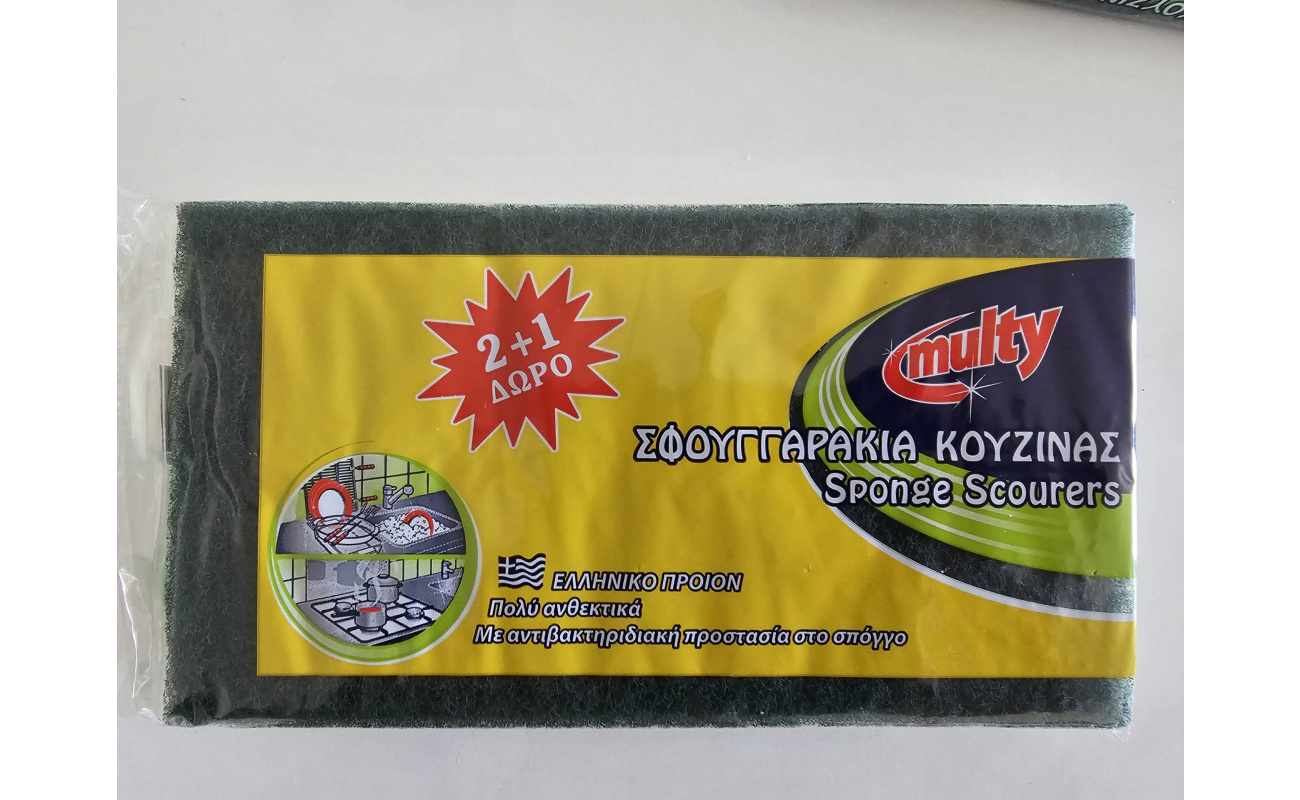 2+1
ΔΩΡΟ
multy
ΣΦΟΥΓΓΑΡΑΚΙΑ ΚΟΥΖΙΝΑΣ
Sponge Scourers
ΕΛΛΗΝΙΚΟ ΠΡΟΙΟΝ
Πολύ ανθεκτικά
Με αντιβακτηριδιακή προστασία στο σπόγγο